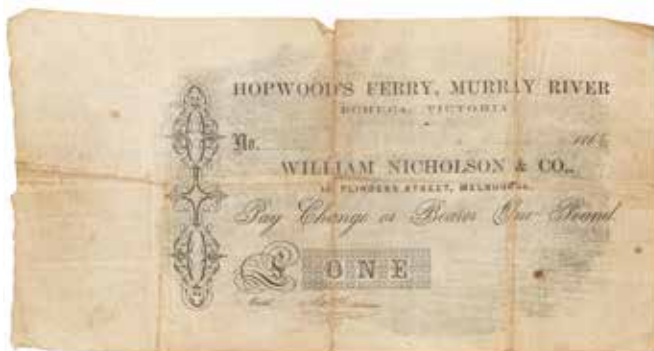 HOPWOOD'S FERRY, MURRAY RIVER
ECHUCA, VICTORIA
No. 186
WILLIAM NICHOLSON & CO.,
FLINDERS STREET, MELBOURNE.
Pay Change or Bearer One Pound
£ ONE